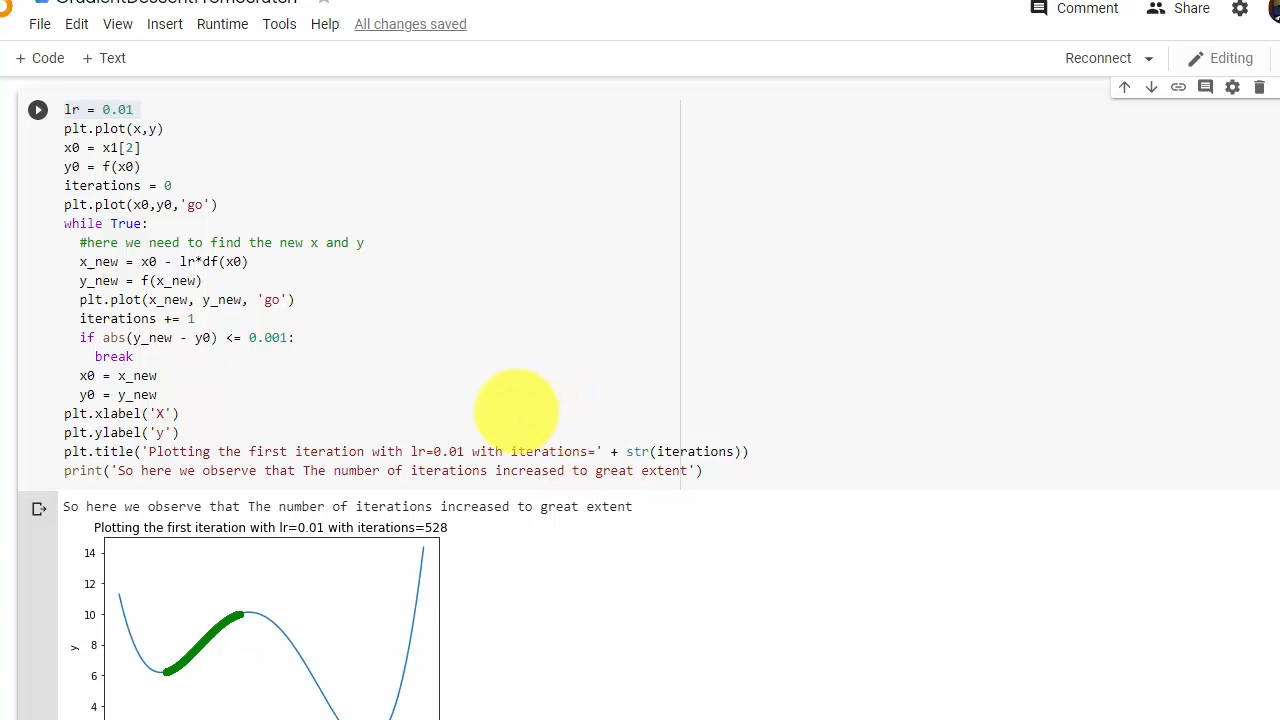 GradientDescentFromScratch
Comment
Share
File Edit View Insert Runtime Tools Help All changes saved
+ Code + Text
Reconnect
Editing
lr = 0.01
plt.plot(x,y)
x0 = x1[2]
y0 = f(x0)
iterations = 0
plt.plot(x0,y0,'go')
while True:
#here we need to find the new x and y
x_new = x0 - lr*df(x0)
y_new = f(x_new)
plt.plot(x_new, y_new, 'go')
iterations += 1
if abs(y_new - y0) <= 0.001:
break
x0 = x_new
y0 = y_new
plt.xlabel('X')
plt.ylabel('y')
plt.title('Plotting the first iteration with lr=0.01 with iterations=' + str(iterations))
print('So here we observe that The number of iterations increased to great extent')
So here we observe that The number of iterations increased to great extent
Plotting the first iteration with lr=0.01 with iterations=528
14
12
10
8
y
6
4